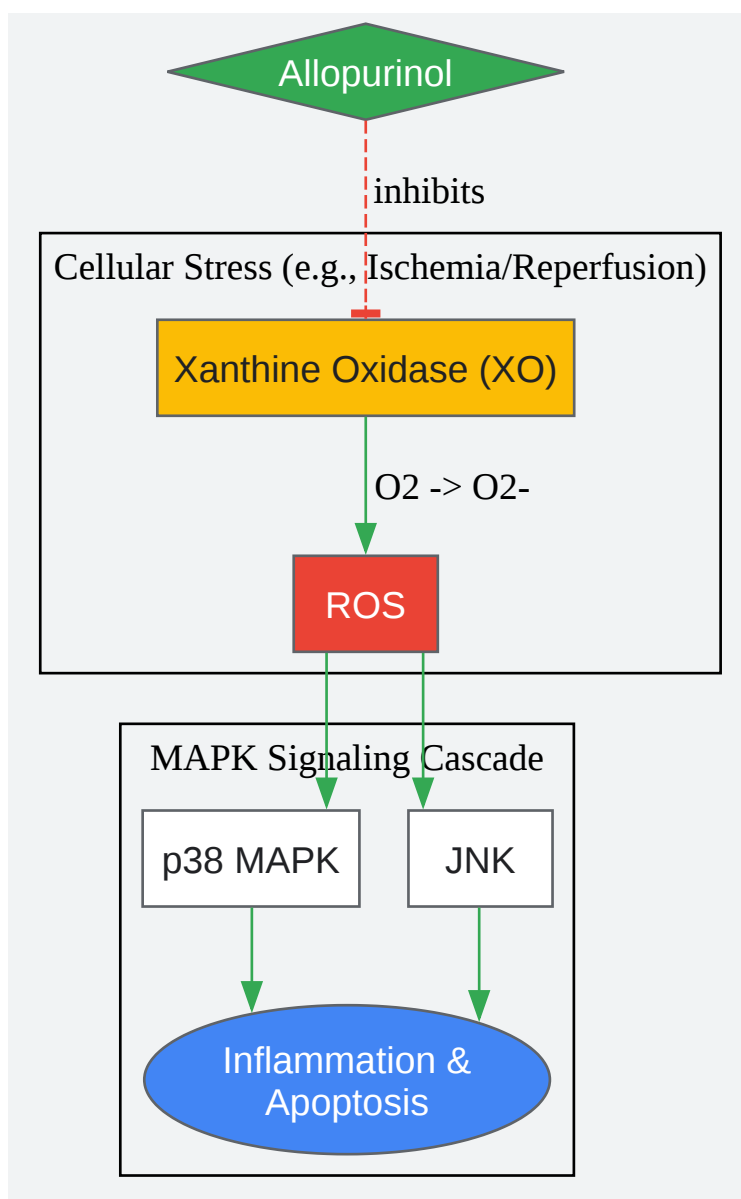 Allopurinol
inhibits
Cellular Stress (e.g., Ischemia/Reperfusion)
Xanthine Oxidase (XO)
O2 -> O2-
ROS
MAPK Signaling Cascade
p38 MAPK
JNK
Inflammation &
Apoptosis